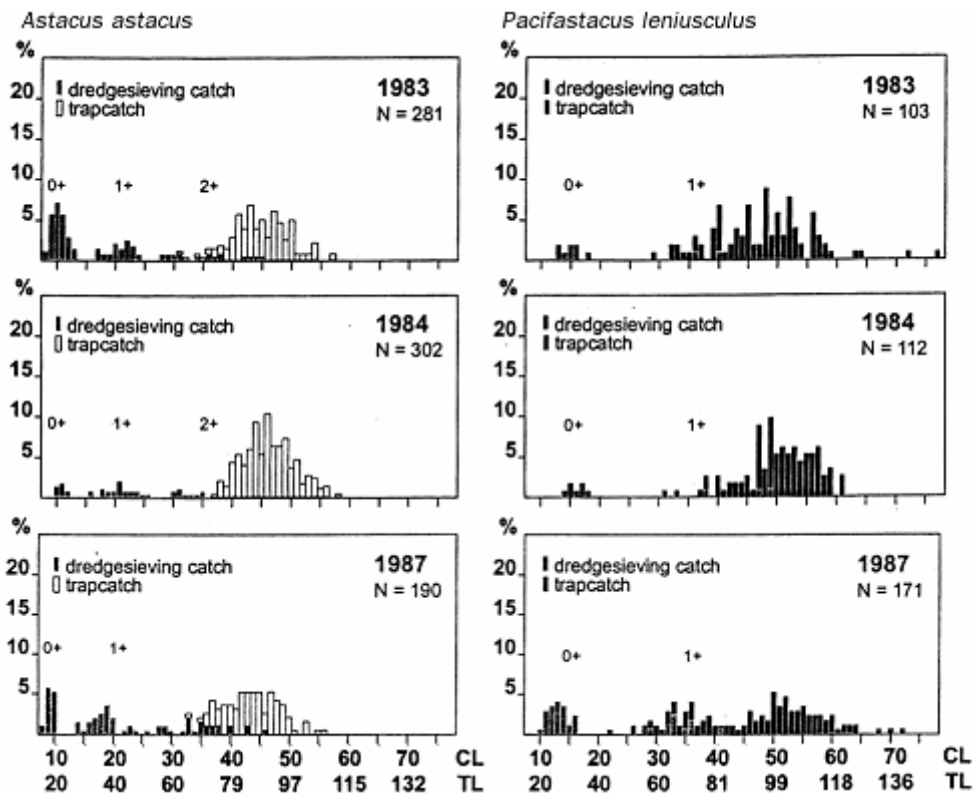 Astacus astacus
Pacifastacus leniusculus
%
20
15
10
5
dredgesieving catch
trapcatch
1983
N = 281
0+
1+
2+
%
20
15
10
5
dredgesieving catch
trapcatch
1983
N = 103
0+
1+
%
20
15
10
5
dredgesieving catch
trapcatch
1984
N = 302
0+
1+
2+
%
20
15
10
5
dredgesieving catch
trapcatch
1984
N = 112
0+
1+
%
20
15
10
5
dredgesieving catch
trapcatch
1987
N = 190
0+
1+
%
20
15
10
5
dredgesieving catch
trapcatch
1987
N = 171
0+
1+
10 20 30 40 50 60 70 CL
20 40 60 79 97 115 132 TL
10 20 30 40 50 60 70 CL
20 40 60 81 99 118 136 TL